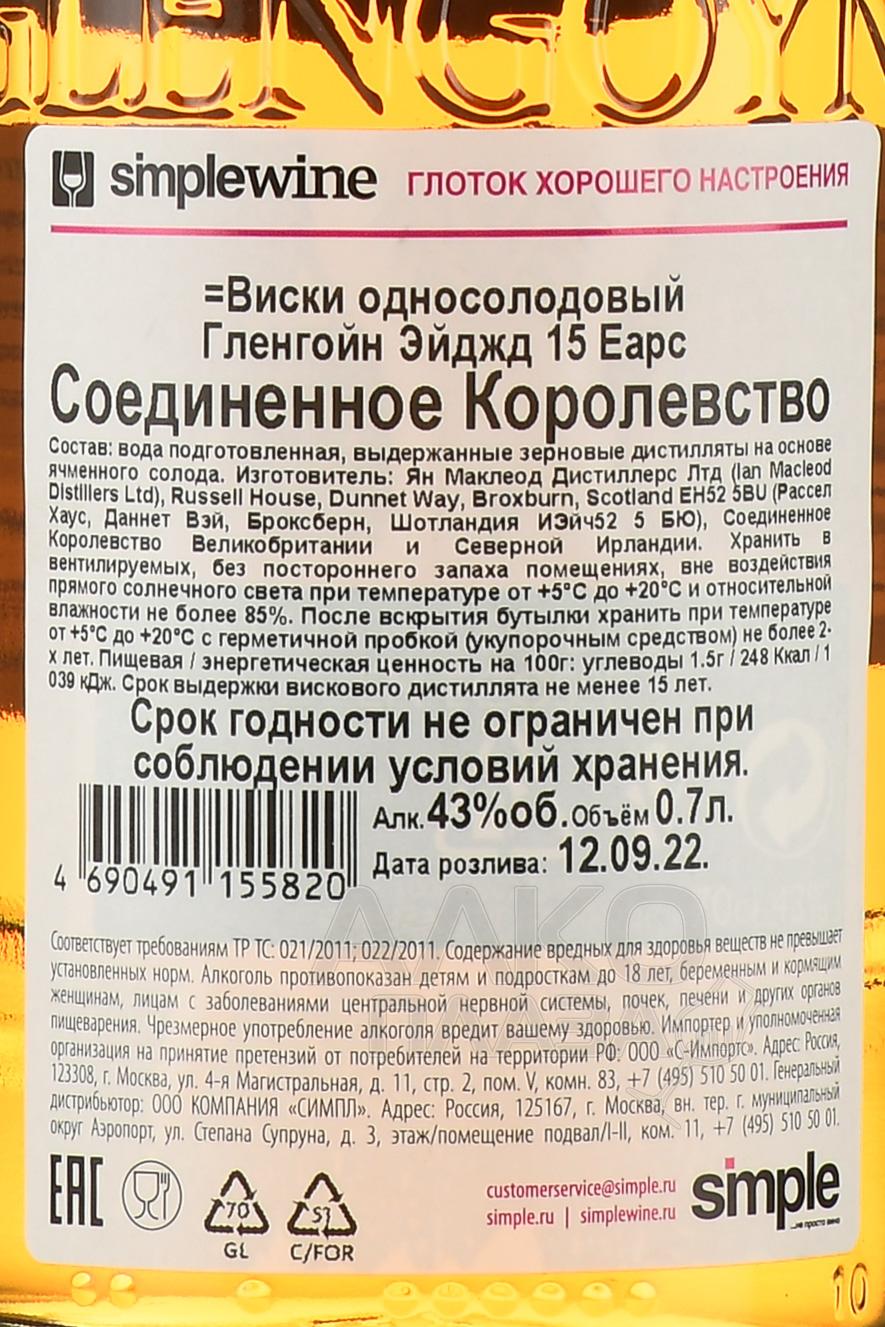 GLENGOYN
simplewine ГЛОТОК ХОРОШЕГО НАСТРОЕНИЯ
=Виски односолодовый
Гленгойн Эйджд 15 Еарс
Соединенное Королевство
Состав: вода подготовленная, выдержанные зерновые дистилляты на основе
ячменного солода. Изготовитель: Ян Маклеод Дистиллерс Лтд (Ian Macleod
Distillers Ltd), Russell House, Dunnet Way, Broxburn, Scotland EH52 5BU (Рассел
Хаус, Даннет Вэй, Броксберн, Шотландия ИЭйч52 5 БЮ), Соединенное
Королевство Великобритании и Северной Ирландии. Хранить в
вентилируемых, без постороннего запаха помещениях, вне воздействия
прямого солнечного света при температуре от +5°С до +20°С и относительной
влажности не более 85%. После вскрытия бутылки хранить при температуре
от +5°С до +20°С с герметичной пробкой (укупорочным средством) не более 2-
х лет. Пищевая / энергетическая ценность на 100г: углеводы 1.5г / 248 Ккал / 1
039 кДж. Срок выдержки вискового дистиллята не менее 15 лет.
Срок годности не ограничен при
соблюдении условий хранения.
Алк. 43%об. Объём 0.7л.
Дата розлива: 12.09.22.
4 690491 155820
АЛКО
ПЛАЗА
Соответствует требованиям ТР ТС: 021/2011; 022/2011. Содержание вредных для здоровья веществ не превышает
установленных норм. Алкоголь противопоказан детям и подросткам до 18 лет, беременным и кормящим
женщинам, лицам с заболеваниями центральной нервной системы, почек, печени и других органов
пищеварения. Чрезмерное употребление алкоголя вредит вашему здоровью. Импортер и уполномоченная
организация на принятие претензий от потребителей на территории РФ: ООО «С-Импортс». Адрес: Россия,
123308, г. Москва, ул. 4-я Магистральная, д. 11, стр. 2, пом. V, комн. 83, +7 (495) 510 50 01. Генеральный
дистрибьютор: ООО КОМПАНИЯ «СИМПЛ». Адрес: Россия, 125167, г. Москва, вн. тер. г. муниципальный
округ Аэропорт, ул. Степана Супруна, д. 3, этаж/помещение подвал/I-II, ком. 11, +7 (495) 510 50 01.
EAC
70
GL
51
C/FOR
customerservice@simple.ru
simple.ru | simplewine.ru
simple
...не просто вино
10